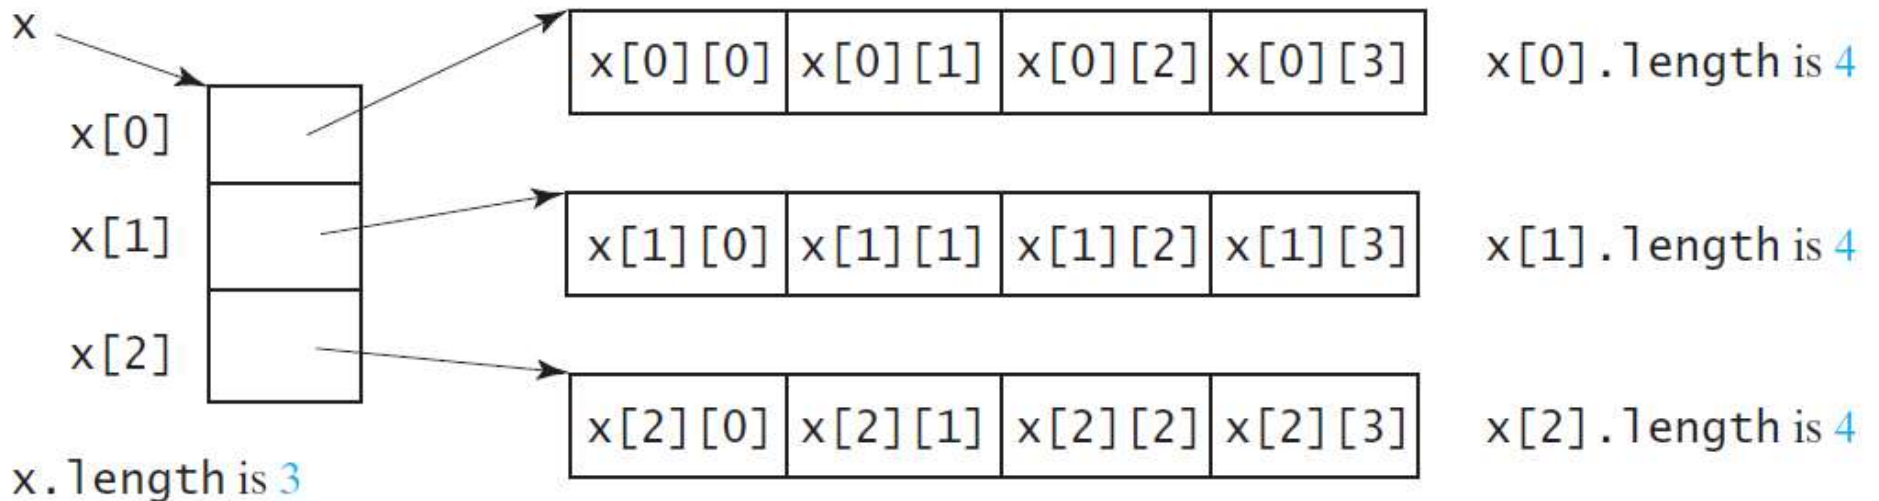 x
x[0][0] x[0][1] x[0][2] x[0][3] x[0].length is 4
x[0]
x[1] x[1][0] x[1][1] x[1][2] x[1][3] x[1].length is 4
x[2]
x[2][0] x[2][1] x[2][2] x[2][3] x[2].length is 4
x.length is 3